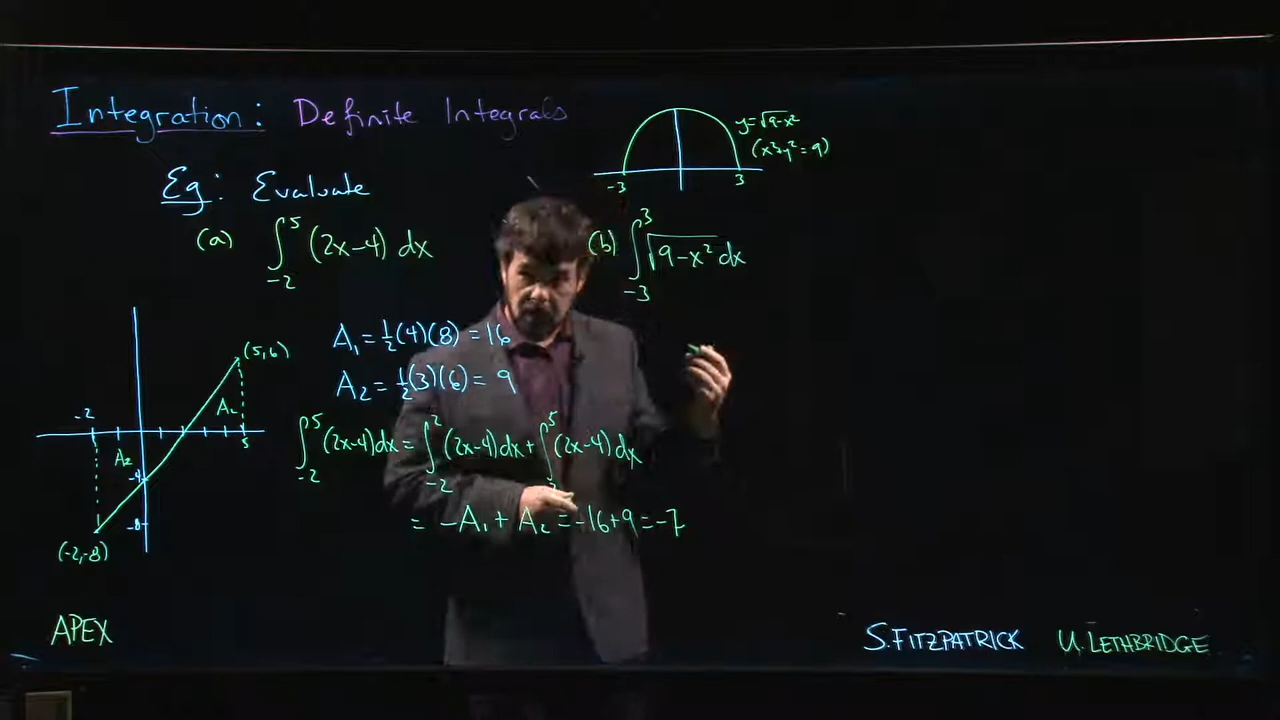 Integration: Definite Integrals
Eg: Evaluate
(a) ∫_{-2}^{5} (2x-4) dx
y=√9-x²
(x²+y²=9)
-3 3
(b) ∫_{-3}^{3} √9-x² dx
A₁=½(4)(8)=16
A₂=½(3)(6)=9
∫_{-2}^{5} (2x-4)dx = ∫_{-2}^{2} (2x-4)dx + ∫^{5} (2x-4) dx
= -A₁ + A₂ = -16+9=-7
(5,6)
-2
5
-4
-8
(-2,-8)
APEX
S.FITZPATRICK U.LETHBRIDGE